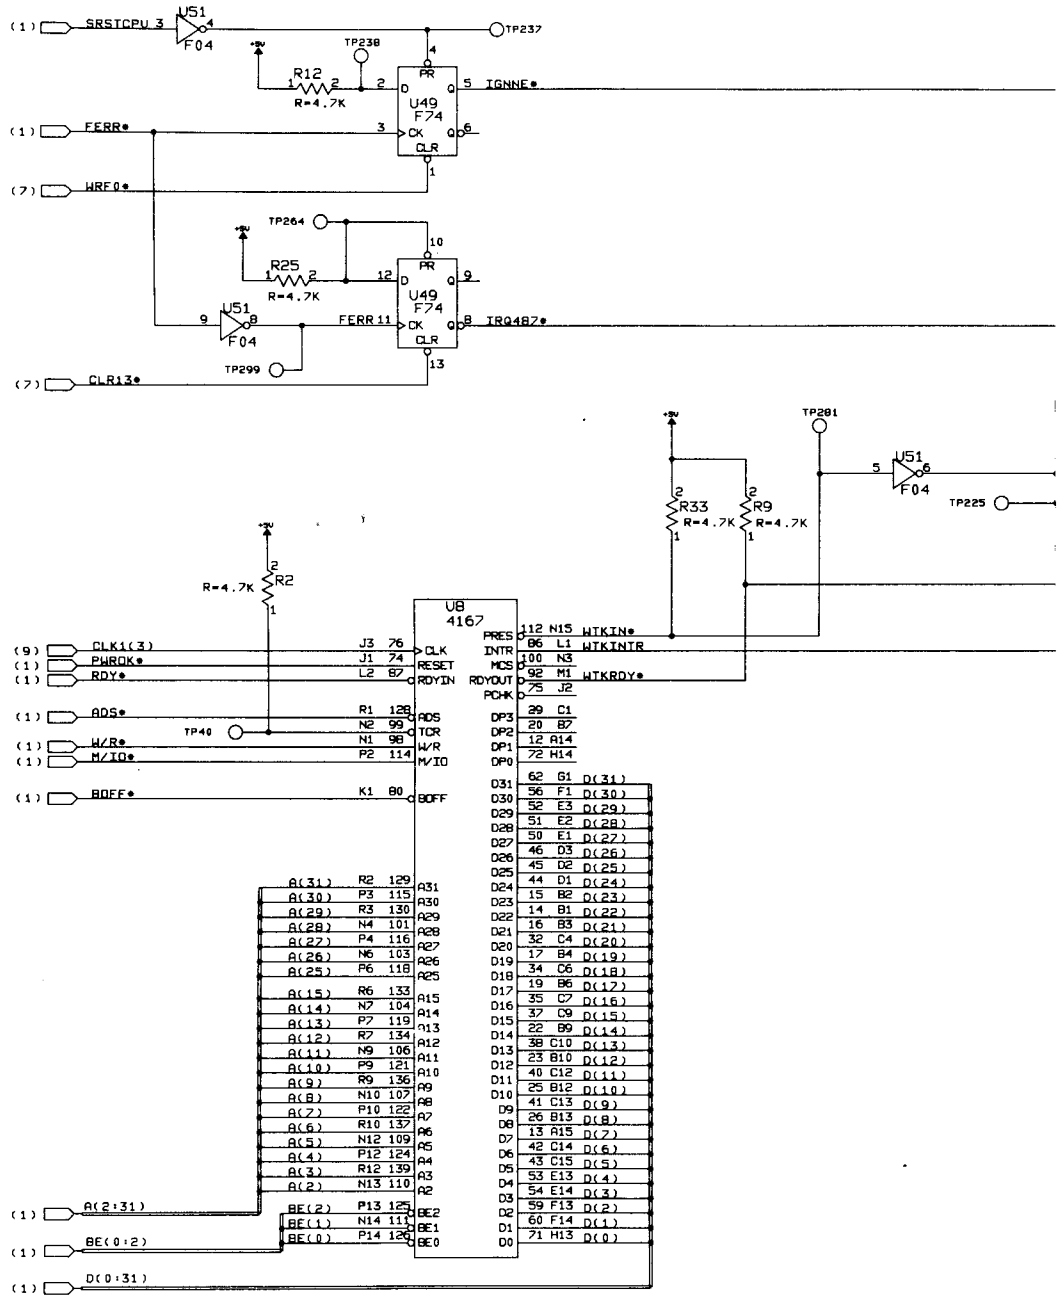 (1) SRSTCPU 3 U51 4 F04 TP237
TP238
+5V
4
1 R12 2 R=4.7K 2 D PR Q 5 IGNNE*
U49
F74
(1) FERR* 3 CK Q 6
CLR
1
(7) WRF0*
TP264
+5V
10
1 R25 2 R=4.7K 12 D PR Q 9
U49
F74
9 U51 8 F04 FERR 11 CK Q 8 IRQ487*
CLR
TP299
13
(7) CLR13*
+5V
TP281
5 U51 6 F04
2 R33 R=4.7K 1
2 R9 R=4.7K 1
TP225
+5V
2 R2 R=4.7K 1
U8
4167
PRES 112 N15 WTKIN*
(9) CLK1(3) J3 76 CLK
INTR 86 L1 WTKINTR
(1) PWROK* J1 74 RESET
MCS 100 N3
(1) RDY* L2 87 RDYIN
RDYOUT 92 M1 WTKRDY*
PCHK 75 J2
(1) ADS* R1 128 ADS
DP3 29 C1
TP40 N2 99 TCR
DP2 20 B7
(1) W/R* N1 98 W/R
DP1 12 A14
(1) M/IO* P2 114 M/IO
DP0 72 H14
(1) BOFF* K1 80 BOFF
D31 62 G1 D(31)
D30 56 F1 D(30)
D29 52 E3 D(29)
D28 51 E2 D(28)
D27 50 E1 D(27)
D26 46 D3 D(26)
D25 45 D2 D(25)
D24 44 D1 D(24)
D23 15 B2 D(23)
D22 14 B1 D(22)
D21 16 B3 D(21)
D20 32 C4 D(20)
D19 17 B4 D(19)
D18 34 C6 D(18)
D17 19 B6 D(17)
D16 35 C7 D(16)
D15 37 C9 D(15)
D14 22 B9 D(14)
D13 38 C10 D(13)
D12 23 B10 D(12)
D11 40 C12 D(11)
D10 25 B12 D(10)
D9 41 C13 D(9)
D8 26 B13 D(8)
D7 13 A15 D(7)
D6 42 C14 D(6)
D5 43 C15 D(5)
D4 53 E13 D(4)
D3 54 E14 D(3)
D2 59 F13 D(2)
D1 60 F14 D(1)
D0 71 H13 D(0)
A(31) R2 129 A31
A(30) P3 115 A30
A(29) R3 130 A29
A(28) N4 101 A28
A(27) P4 116 A27
A(26) N6 103 A26
A(25) P6 118 A25
A(15) R6 133 A15
A(14) N7 104 A14
A(13) P7 119 A13
A(12) R7 134 A12
A(11) N9 106 A11
A(10) P9 121 A10
A(9) R9 136 A9
A(8) N10 107 A8
A(7) P10 122 A7
A(6) R10 137 A6
A(5) N12 109 A5
A(4) P12 124 A4
A(3) R12 139 A3
A(2) N13 110 A2
(1) A(2:31)
BE(2) P13 125 BE2
BE(1) N14 111 BE1
BE(0) P14 126 BE0
(1) BE(0:2)
(1) D(0:31)